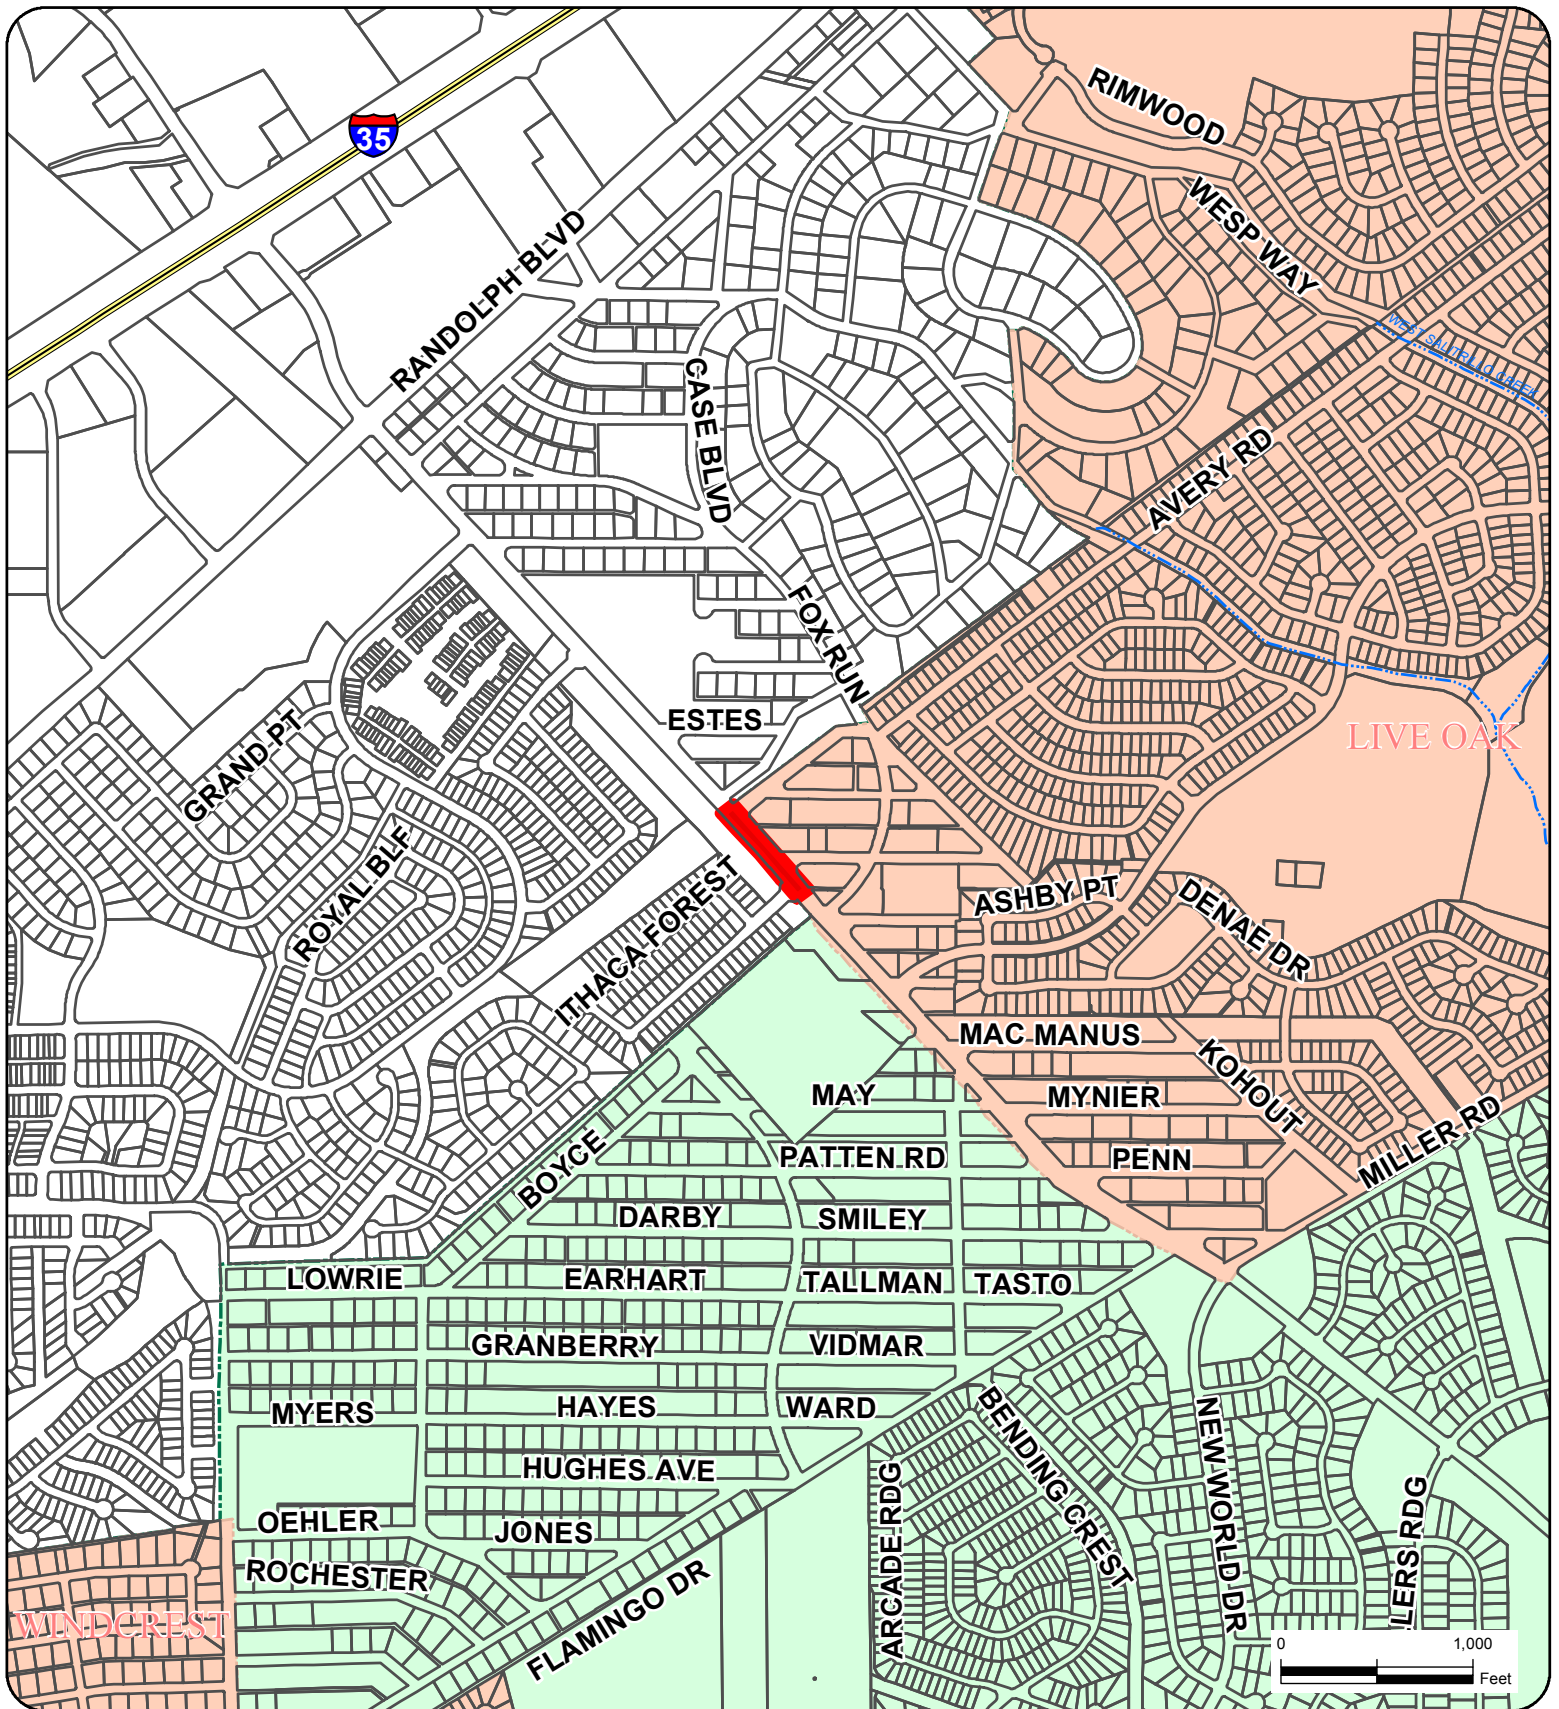 RIMWOOD
35
WESP WAY
RANDOLPH BLVD
WEST SALITRILLO CREEK
CASE BLVD
AVERY RD
FOX RUN
ESTES
LIVE OAK
GRAND PT
ROYAL BLF
ITHACA FOREST
ASHBY PT
DENAE DR
MAC MANUS
KOHOUT
MAY
MYNIER
MILLER RD
PATTEN RD
PENN
BOYCE
DARBY
SMILEY
LOWRIE
EARHART
TALLMAN
TASTO
GRANBERRY
VIDMAR
MYERS
HAYES
WARD
BENDING CREST
NEW WORLD DR
HUGHES AVE
ARCADE RDG
LERS RDG
OEHLER
JONES
ROCHESTER
FLAMINGO DR
WINDCREST
0 1,000
Feet